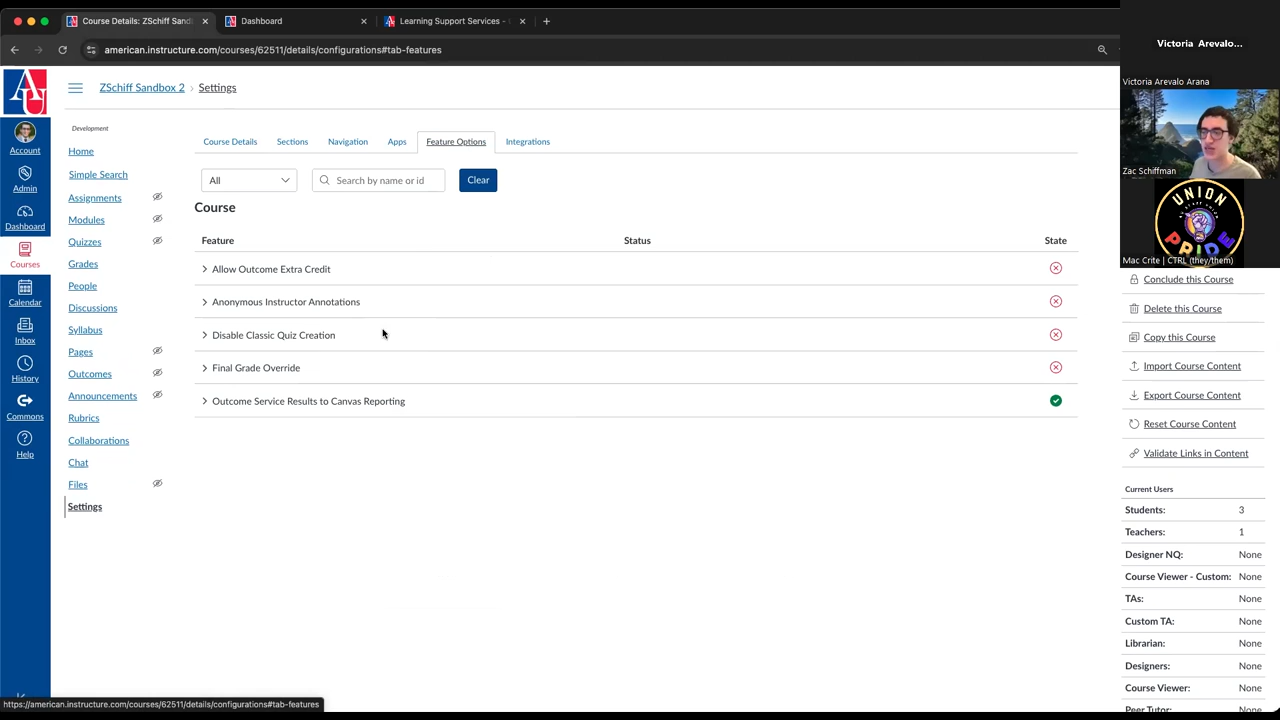 Course Details: ZSchiff Sandb
Dashboard
Learning Support Services -
american.instructure.com/courses/62511/details/configurations#tab-features
AU
Account
Admin
Dashboard
Courses
Calendar
Inbox
History
Commons
Help
ZSchiff Sandbox 2 › Settings
Development
Home
Simple Search
Assignments
Modules
Quizzes
Grades
People
Discussions
Syllabus
Pages
Outcomes
Announcements
Rubrics
Collaborations
Chat
Files
Settings
Course Details Sections Navigation Apps Feature Options Integrations
All Search by name or id Clear
Course
Feature Status State
Allow Outcome Extra Credit
Anonymous Instructor Annotations
Disable Classic Quiz Creation
Final Grade Override
Outcome Service Results to Canvas Reporting
Victoria Arevalo...
Victoria Arevalo Arana
Zac Schiffman
UNION
PRIDE
Mac Crite | CTRL (they/them)
Conclude this Course
Delete this Course
Copy this Course
Import Course Content
Export Course Content
Reset Course Content
Validate Links in Content
Current Users
Students: 3
Teachers: 1
Designer NQ: None
Course Viewer - Custom: None
TAs: None
Custom TA: None
Librarian: None
Designers: None
Course Viewer: None
Peer Tutor: None
https://american.instructure.com/courses/62511/details/configurations#tab-features